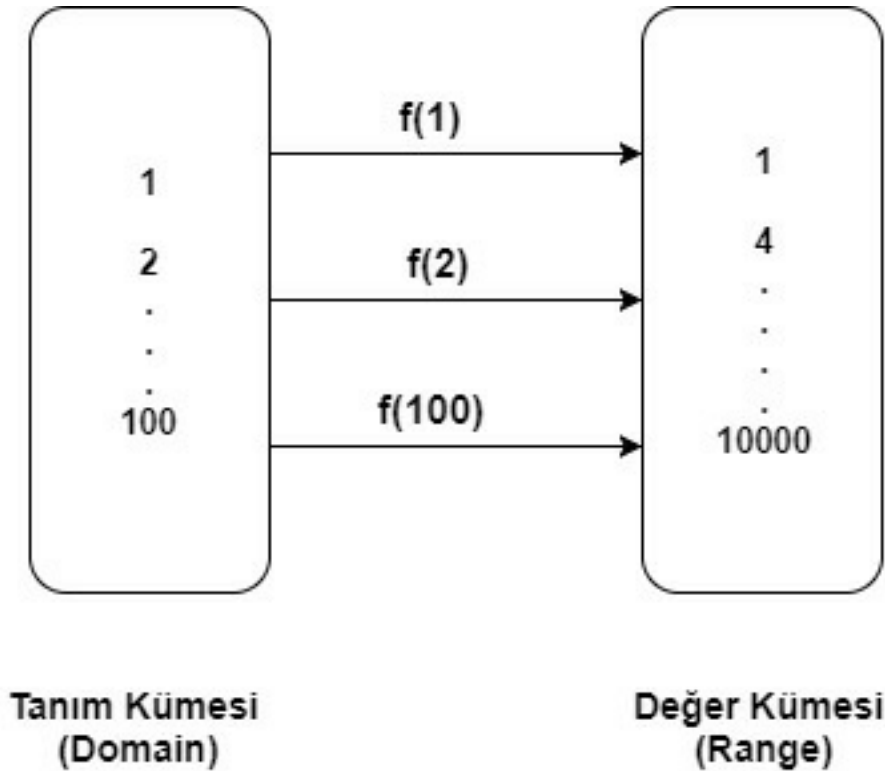 f(1)
1
1
2
4
f(2)
.
.
.
.
.
.
.
100
f(100)
10000
Tanım Kümesi
(Domain)
Değer Kümesi
(Range)